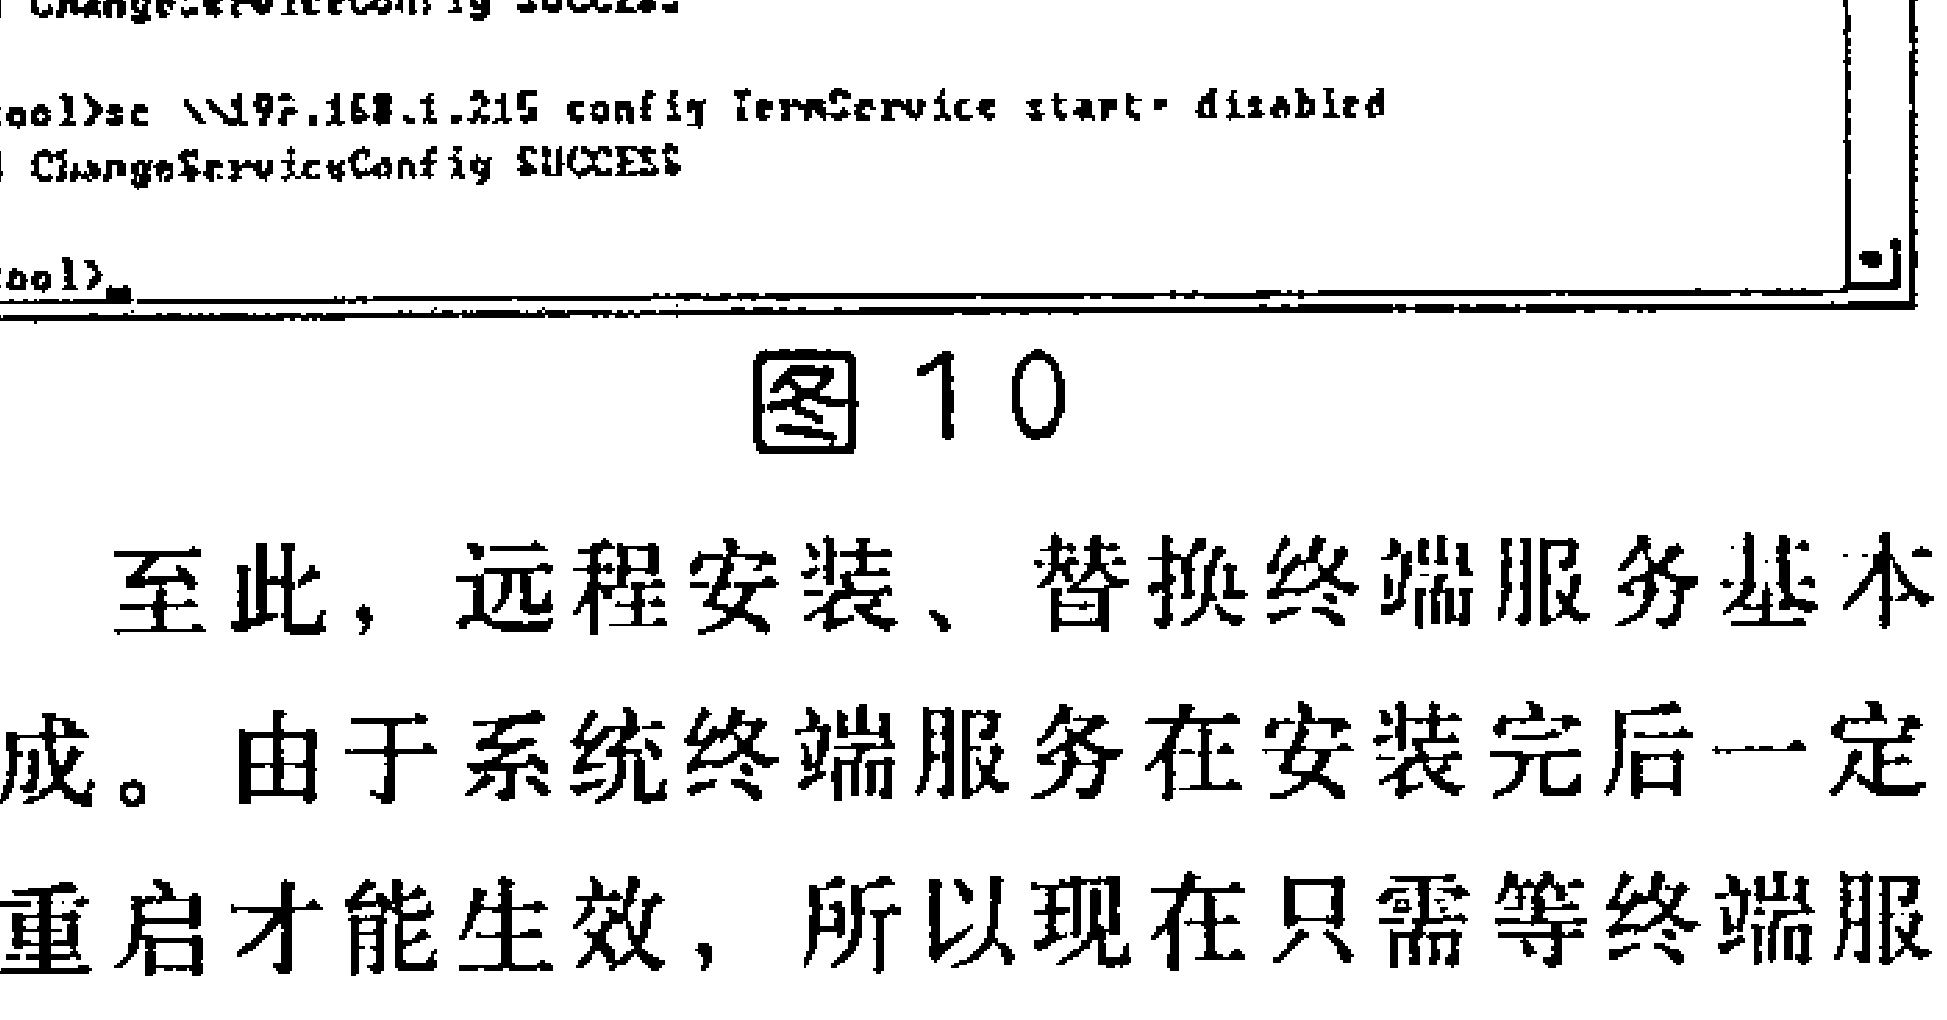 ChangeServiceConfig SUCCESS
ool>sc \\192.168.1.215 config TermService start= disabled
ChangeServiceConfig SUCCESS
ool>_
图 10
至此，远程安装、替换终端服务基本
成。由于系统终端服务在安装完后一定
重启才能生效，所以现在只需等终端服